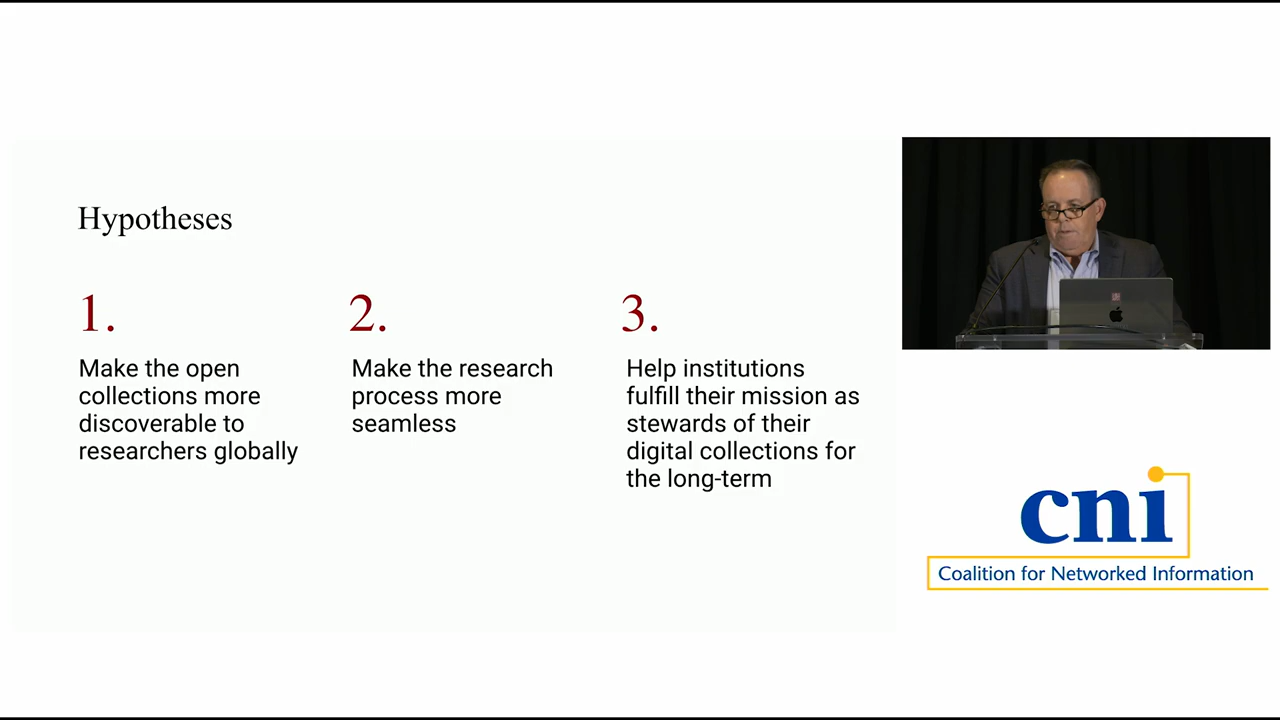 Hypotheses
1.
Make the open
collections more
discoverable to
researchers globally
2.
Make the research
process more
seamless
3.
Help institutions
fulfill their mission as
stewards of their
digital collections for
the long-term
cni
Coalition for Networked Information